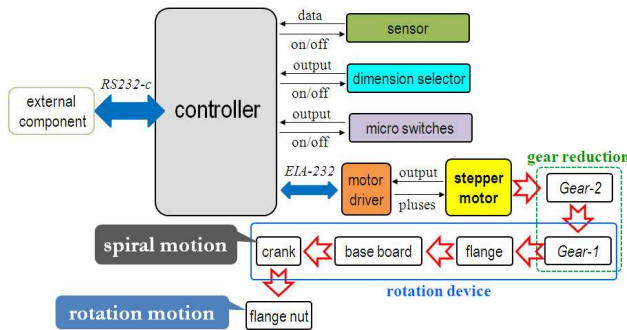 data
sensor
on/off
output
RS232-c
dimension selector
on/off
external
component
controller
output
micro switches
on/off
gear reduction
EIA-232
motor
driver
output
pluses
stepper
motor
Gear-2
spiral motion
crank
base board
flange
Gear-1
rotation device
rotation motion
flange nut